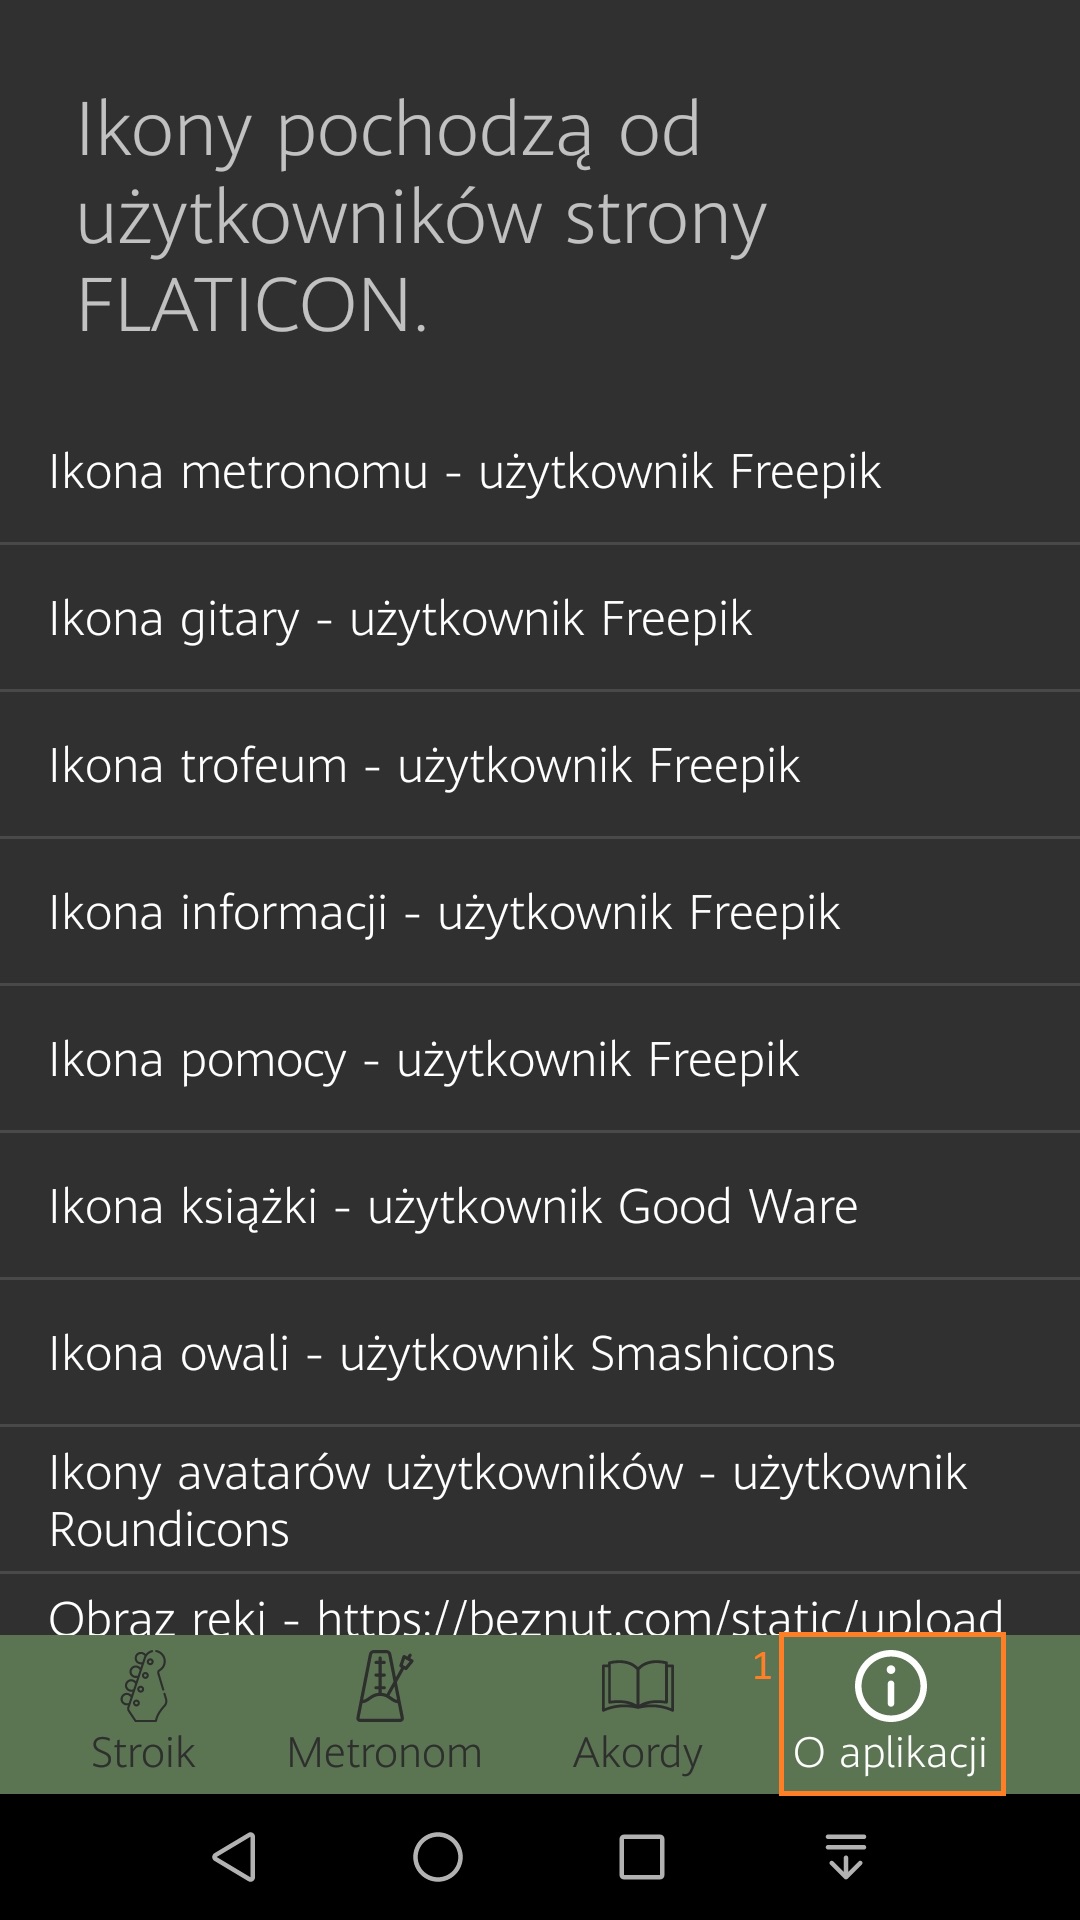 Ikony pochodzą od
użytkowników strony
FLATICON.
Ikona metronomu - użytkownik Freepik
Ikona gitary - użytkownik Freepik
Ikona trofeum - użytkownik Freepik
Ikona informacji - użytkownik Freepik
Ikona pomocy - użytkownik Freepik
Ikona książki - użytkownik Good Ware
Ikona owali - użytkownik Smashicons
Ikony avatarów użytkowników - użytkownik
Roundicons
Obraz ręki - https://beznut.com/static/upload
1
Stroik Metronom Akordy O aplikacji